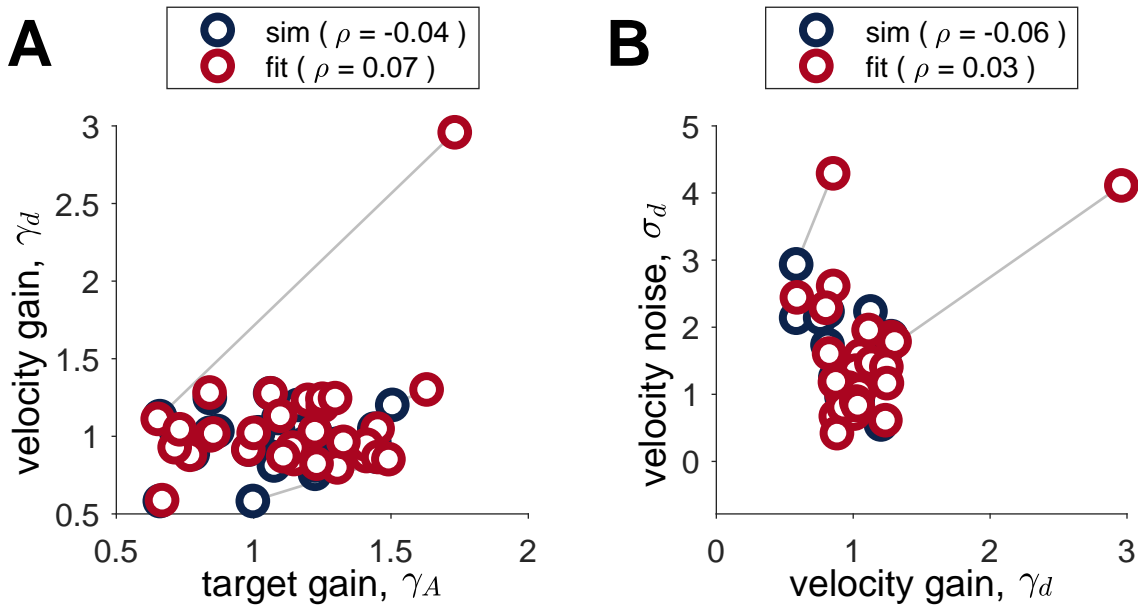 A
sim ( ρ = -0.04 )
fit ( ρ = 0.07 )
3
2.5
2
1.5
1
0.5
velocity gain, γd
0.5
1
1.5
2
target gain, γA
B
sim ( ρ = -0.06 )
fit ( ρ = 0.03 )
5
4
3
2
1
0
velocity noise, σd
0
1
2
3
velocity gain, γd